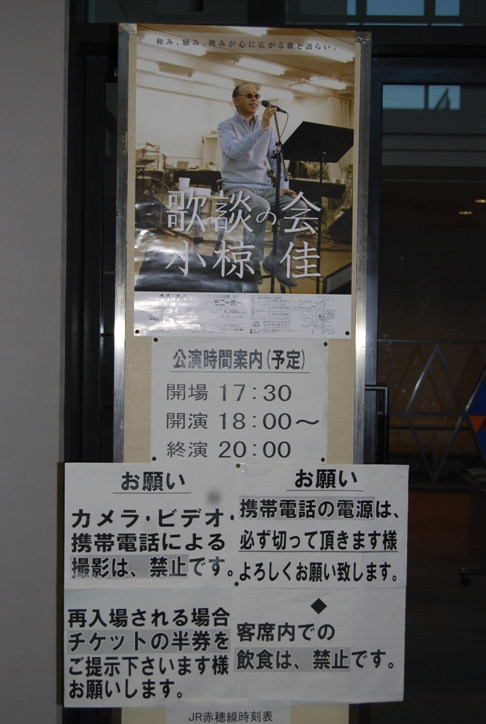 和み、励み、挑みが心に広がる歌と語らい。
歌談の会
小椋 佳
公演時間案内(予定)
開場 17:30
開演 18:00～
終演 20:00
お願い
カメラ・ビデオ・
携帯電話による
撮影は、禁止です。
お願い
携帯電話の電源は、
必ず切って頂きます様
よろしくお願い致します。
再入場される場合
チケットの半券を
ご提示下さいます様
お願いします。
◆
客席内での
飲食は、禁止です。
JR赤穂線時刻表